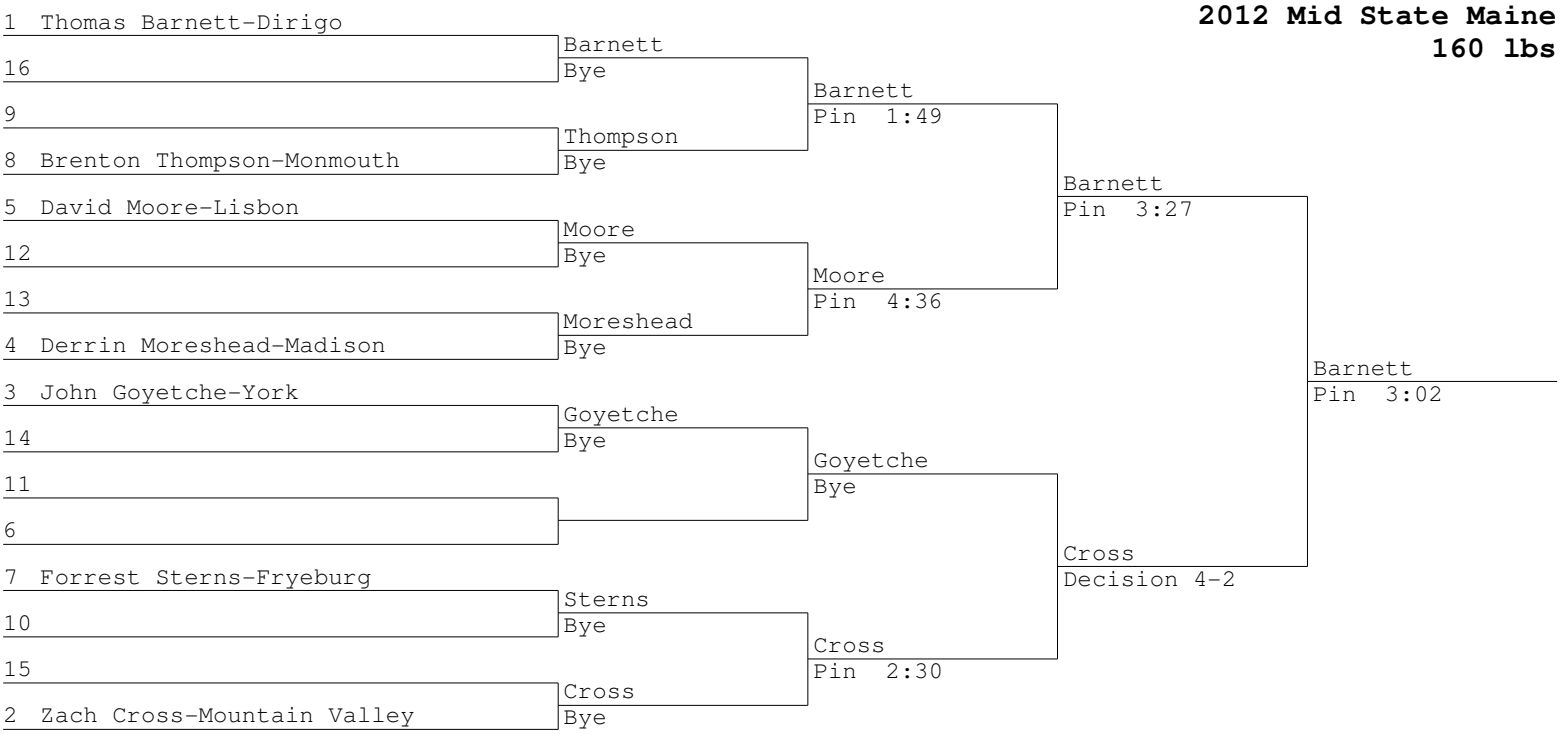 2012 Mid State Maine
160 lbs
1 Thomas Barnett-Dirigo
16
9
8 Brenton Thompson-Monmouth
5 David Moore-Lisbon
12
13
4 Derrin Moreshead-Madison
3 John Goyetche-York
14
11
6
7 Forrest Sterns-Fryeburg
10
15
2 Zach Cross-Mountain Valley
Barnett
Bye
Thompson
Bye
Moore
Bye
Moreshead
Bye
Goyetche
Bye
Sterns
Bye
Cross
Bye
Barnett
Pin 1:49
Moore
Pin 4:36
Goyetche
Bye
Cross
Pin 2:30
Barnett
Pin 3:27
Cross
Decision 4-2
Barnett
Pin 3:02